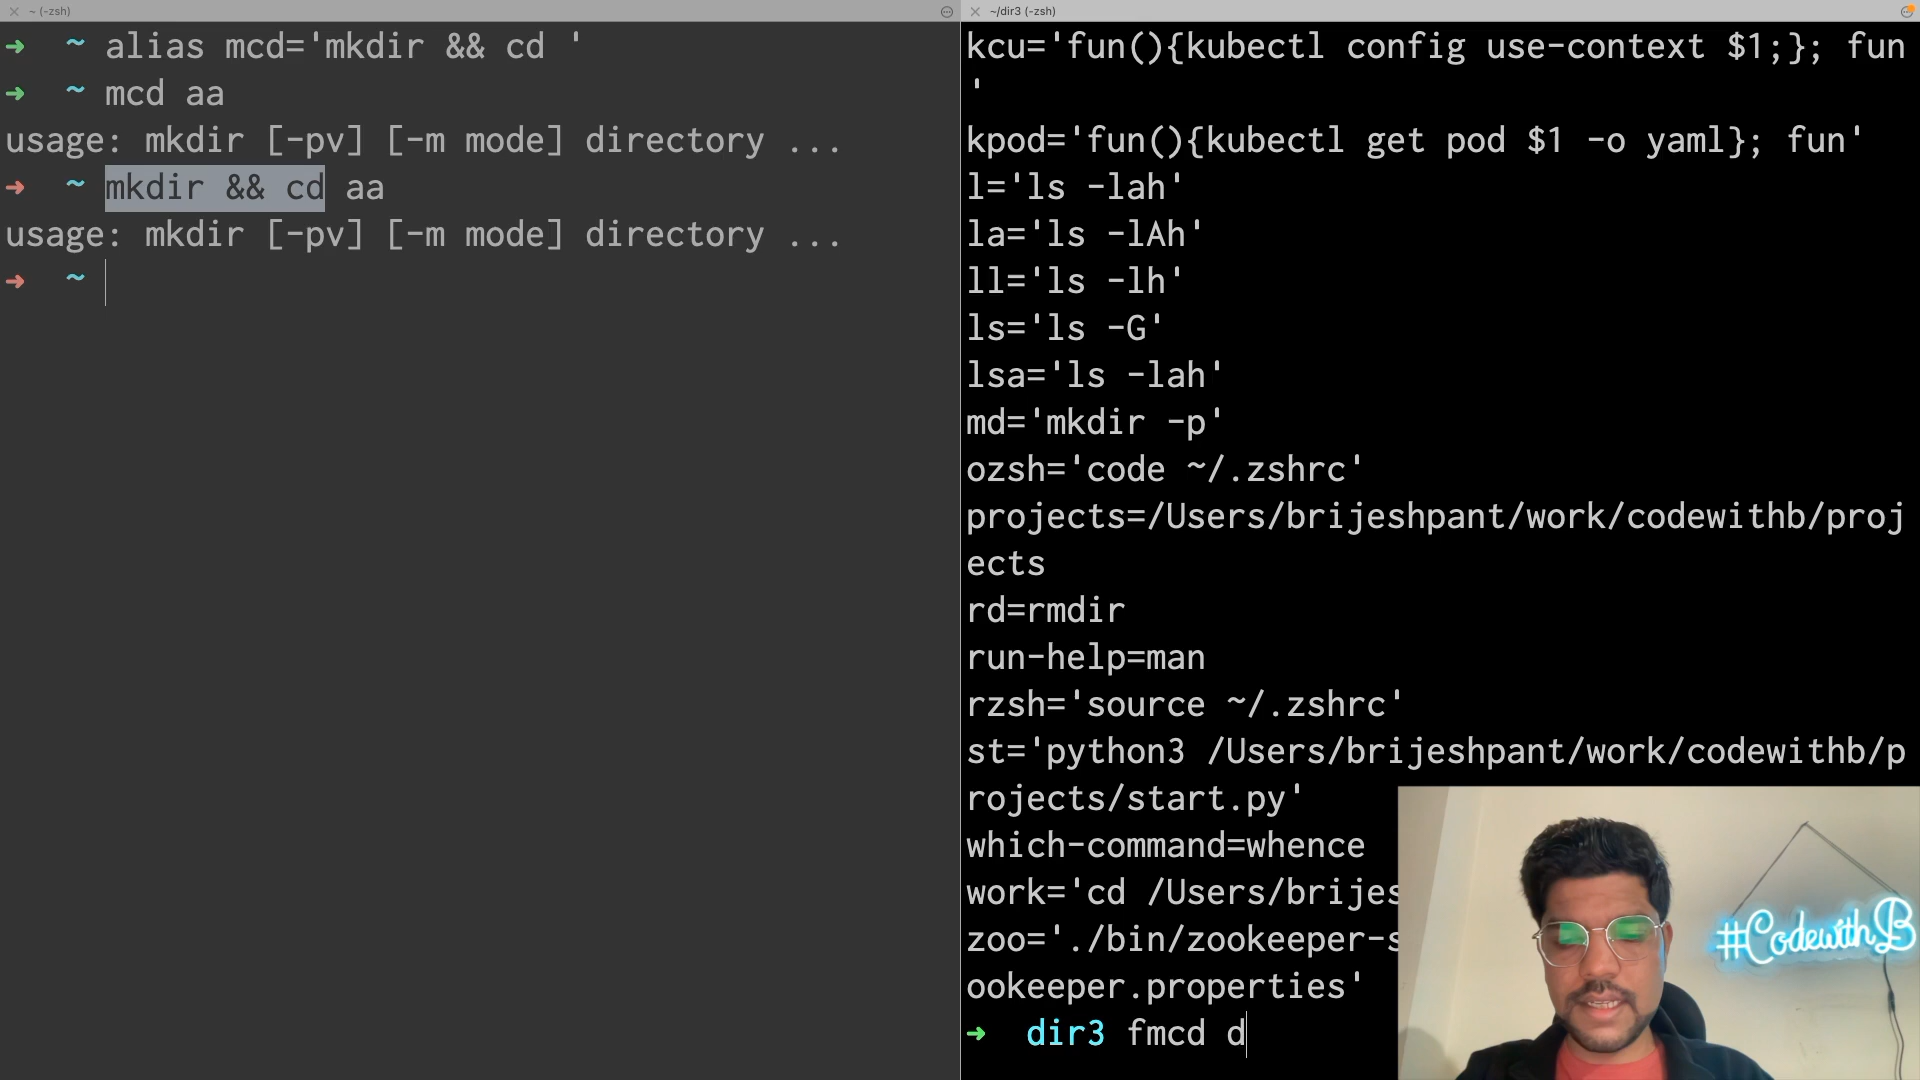 ~ (-zsh)
➜ ~ alias mcd='mkdir && cd '
➜ ~ mcd aa
usage: mkdir [-pv] [-m mode] directory ...
➜ ~ mkdir && cd aa
usage: mkdir [-pv] [-m mode] directory ...
➜ ~
~/dir3 (-zsh)
kcu='fun(){kubectl config use-context $1;}; fun
'
kpod='fun(){kubectl get pod $1 -o yaml}; fun'
l='ls -lah'
la='ls -lAh'
ll='ls -lh'
ls='ls -G'
lsa='ls -lah'
md='mkdir -p'
ozsh='code ~/.zshrc'
projects=/Users/brijeshpant/work/codewithb/proj
ects
rd=rmdir
run-help=man
rzsh='source ~/.zshrc'
st='python3 /Users/brijeshpant/work/codewithb/p
rojects/start.py'
which-command=whence
work='cd /Users/brijes
zoo='./bin/zookeeper-s
ookeeper.properties'
➜ dir3 fmcd d
#CodewithB